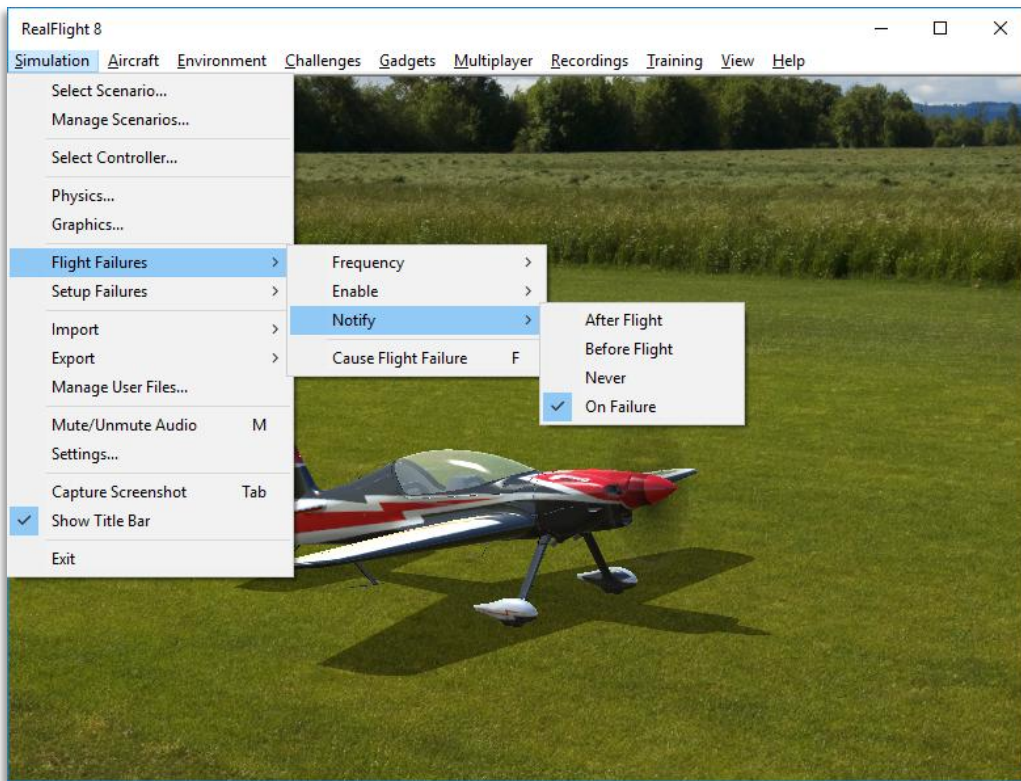 RealFlight 8
Simulation Aircraft Environment Challenges Gadgets Multiplayer Recordings Training View Help
Select Scenario...
Manage Scenarios...
Select Controller...
Physics...
Graphics...
Flight Failures
Setup Failures
Import
Export
Manage User Files...
Mute/Unmute Audio M
Settings...
Capture Screenshot Tab
Show Title Bar
Exit
Frequency
Enable
Notify
Cause Flight Failure F
After Flight
Before Flight
Never
On Failure